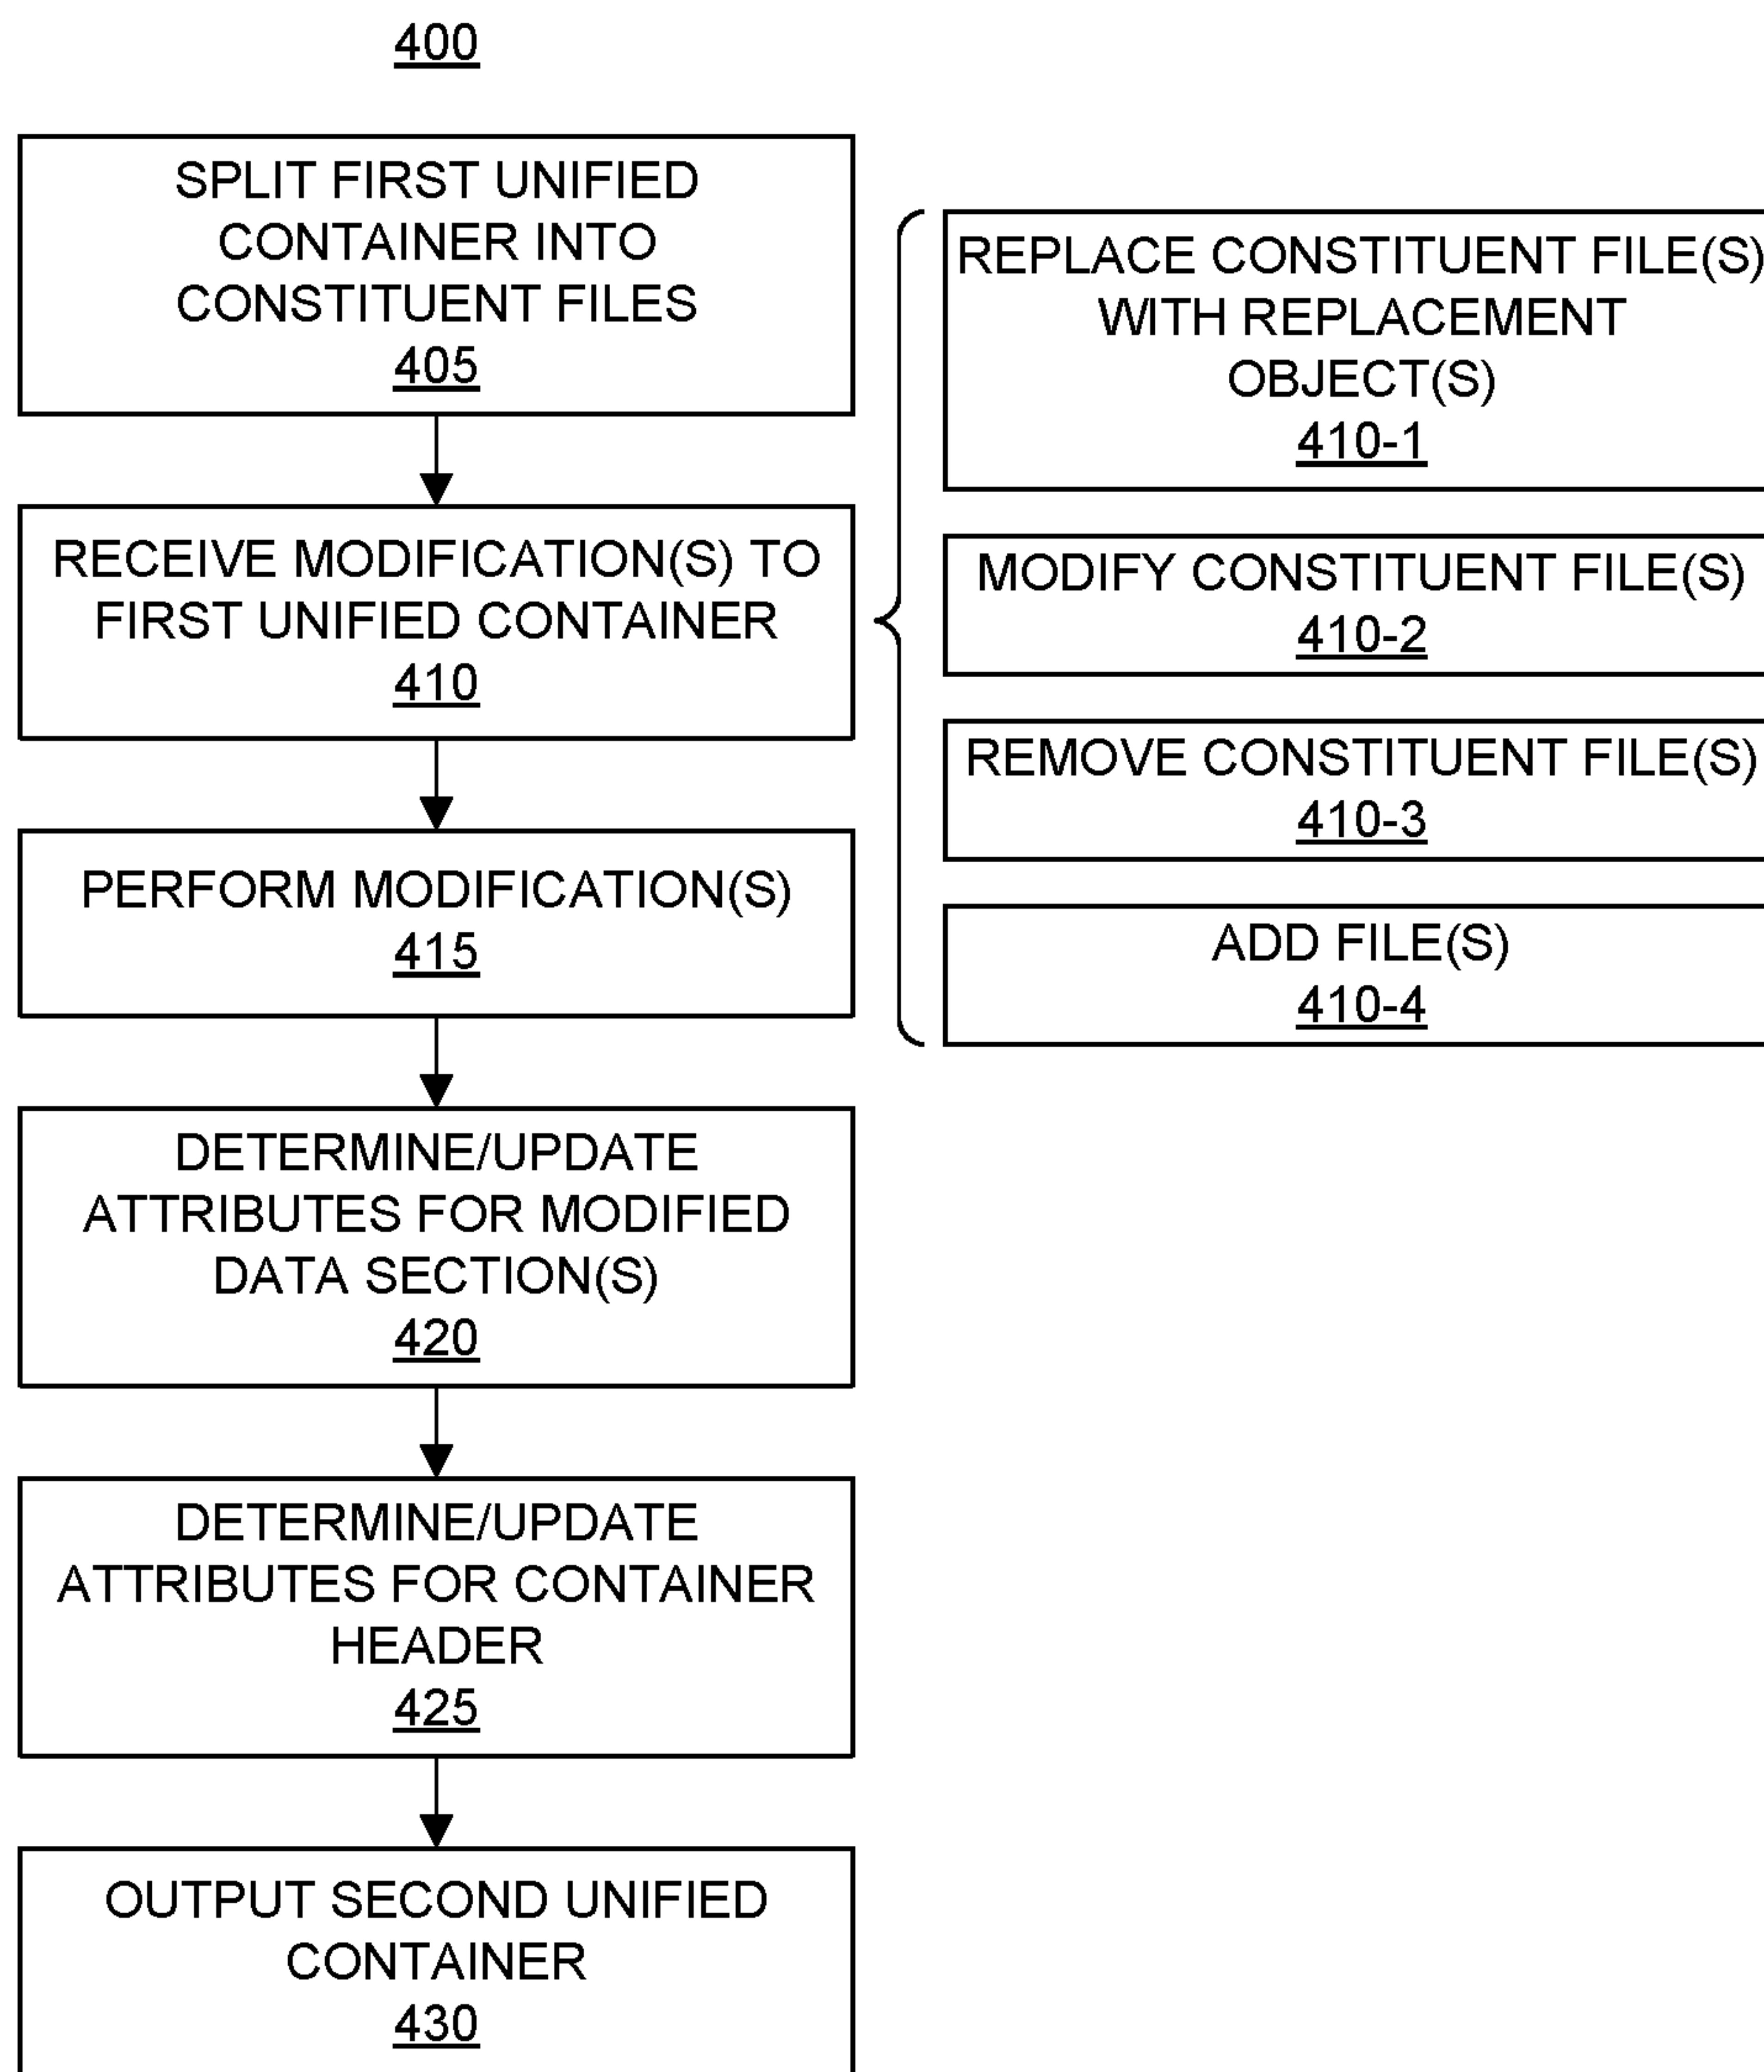 400
SPLIT FIRST UNIFIED
CONTAINER INTO
CONSTITUENT FILES
405
RECEIVE MODIFICATION(S) TO
FIRST UNIFIED CONTAINER
410
REPLACE CONSTITUENT FILE(S)
WITH REPLACEMENT
OBJECT(S)
410-1
MODIFY CONSTITUENT FILE(S)
410-2
REMOVE CONSTITUENT FILE(S)
410-3
ADD FILE(S)
410-4
PERFORM MODIFICATION(S)
415
DETERMINE/UPDATE
ATTRIBUTES FOR MODIFIED
DATA SECTION(S)
420
DETERMINE/UPDATE
ATTRIBUTES FOR CONTAINER
HEADER
425
OUTPUT SECOND UNIFIED
CONTAINER
430